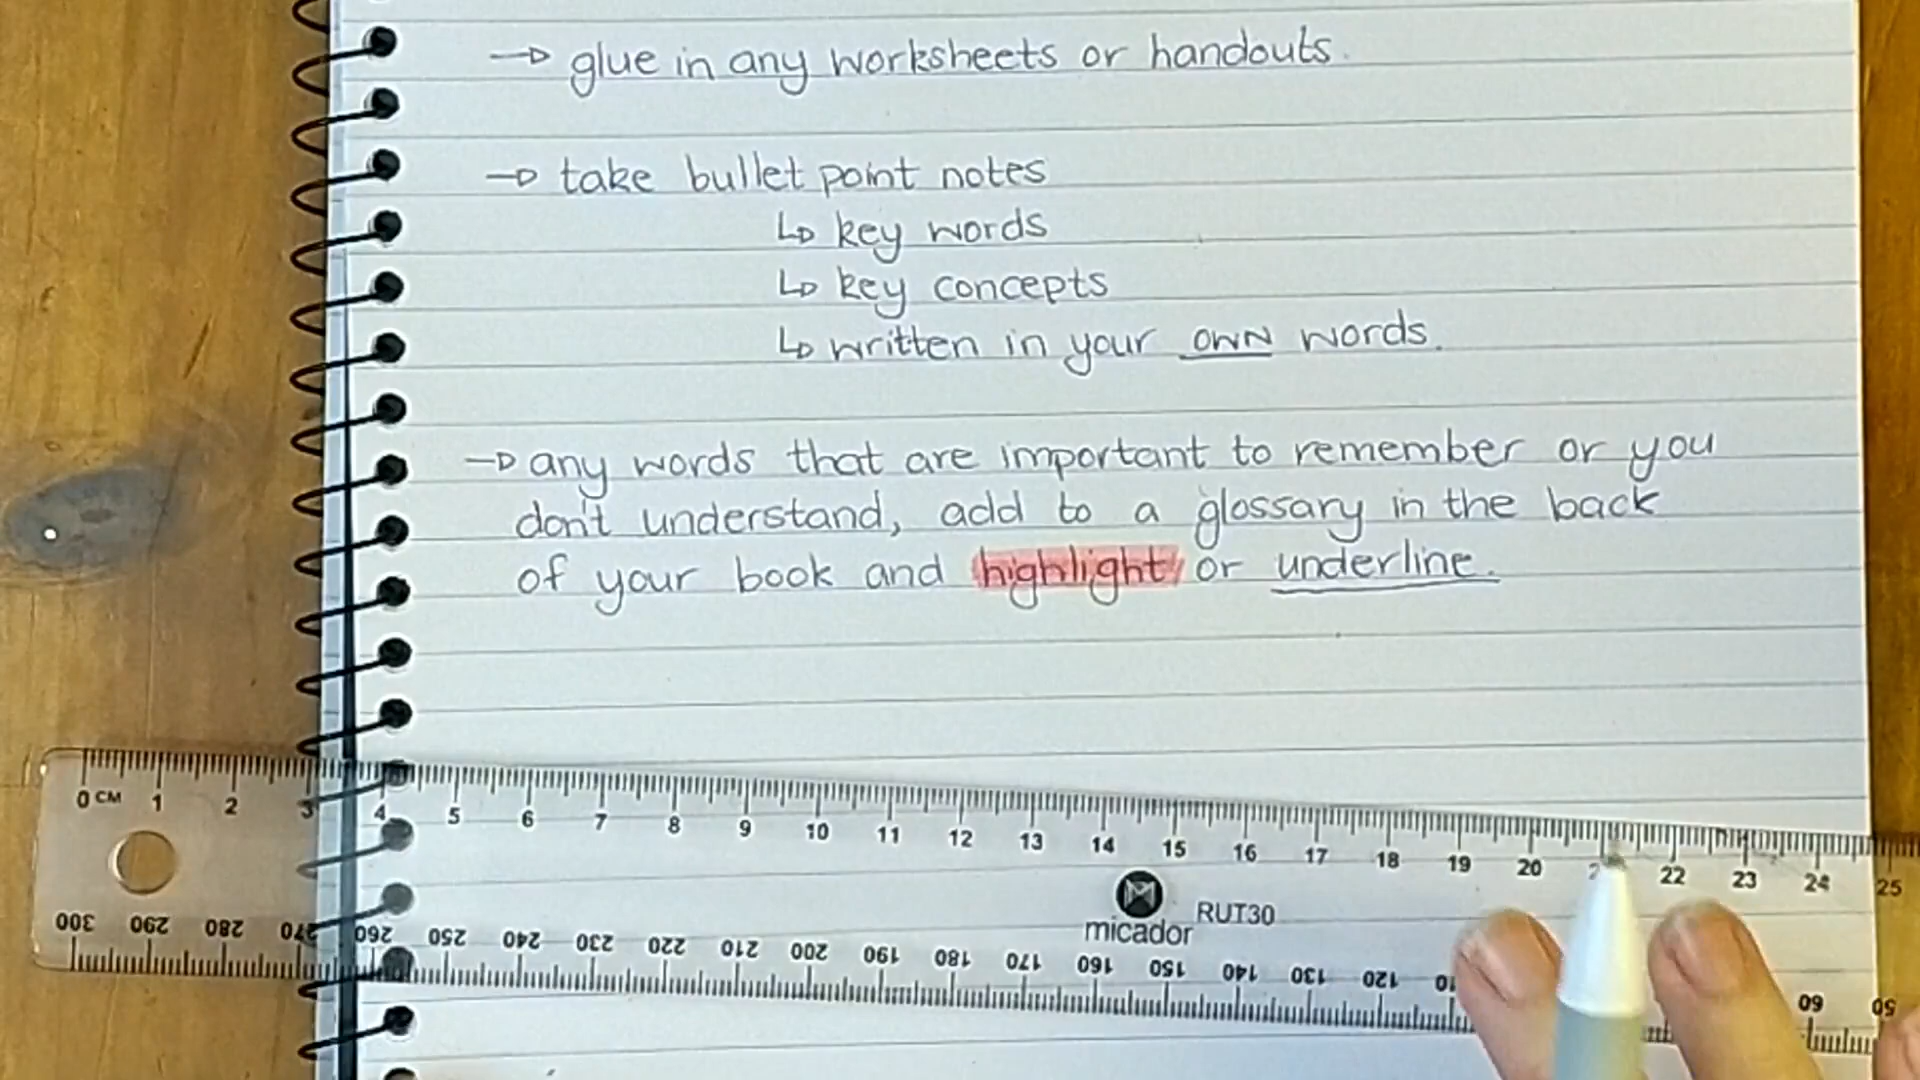 → glue in any worksheets or handouts.
→ take bullet point notes
↳ key words
↳ key concepts
↳ written in your own words.
→ any words that are important to remember or you
don't understand, add to a glossary in the back
of your book and highlight or underline.
0 CM 1 2 3 4 5 6 7 8 9 10 11 12 13 14 15 16 17 18 19 20 22 23 24 25
micador RUT30
300 290 280 270 260 250 240 230 220 210 200 190 180 170 160 150 140 130 120 60 50